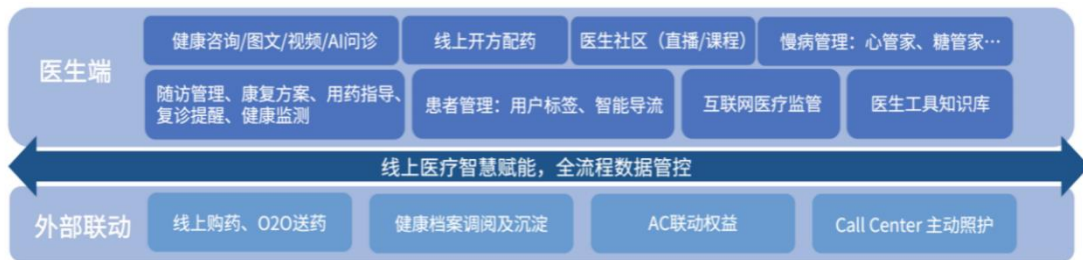 医生端
健康咨询/图文/视频/AI问诊
线上开方配药
医生社区（直播/课程）
慢病管理：心管家、糖管家…
随访管理、康复方案、用药指导、
复诊提醒、健康监测
患者管理：用户标签、智能导流
互联网医疗监管
医生工具知识库
线上医疗智慧赋能，全流程数据管控
外部联动
线上购药、O2O送药
健康档案调阅及沉淀
AC联动权益
Call Center 主动照护